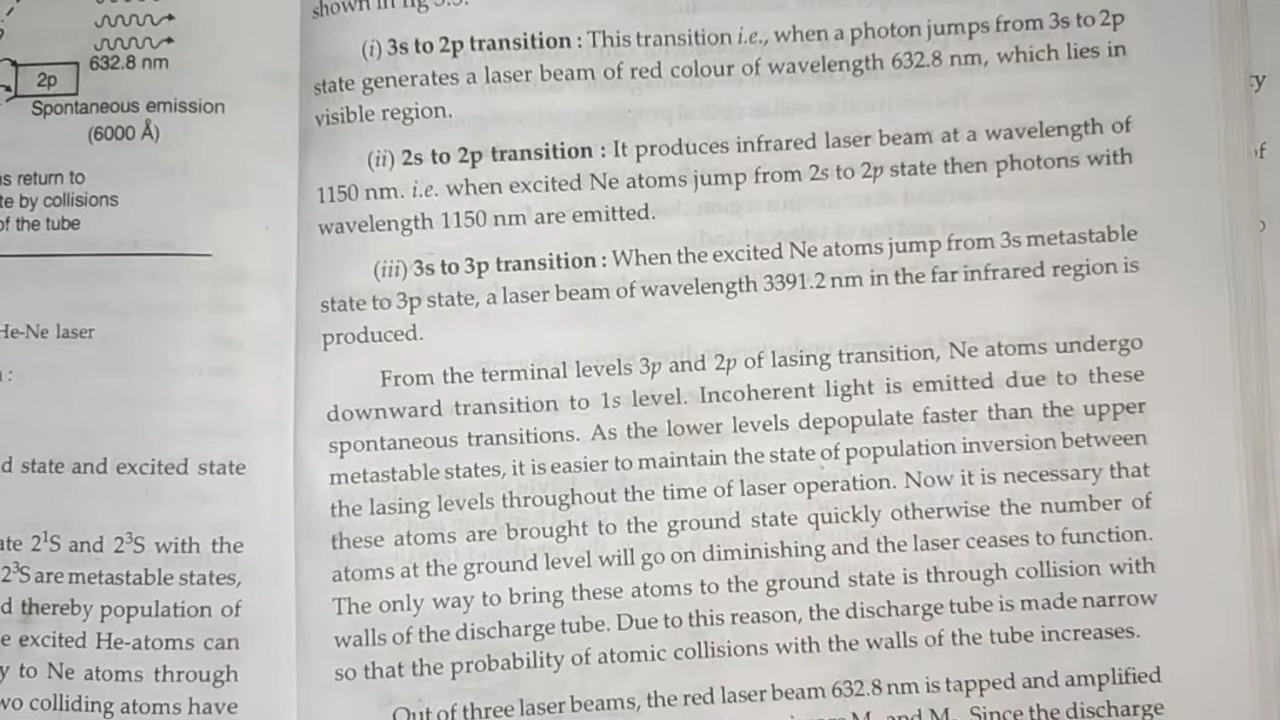 632.8 nm
2p
Spontaneous emission
(6000 Å)
return to
by collisions
of the tube
He-Ne laser
d state and excited state
2¹S and 2³S with the
2³S are metastable states,
d thereby population of
excited He-atoms can
y to Ne atoms through
colliding atoms have
shown in fig
(i) 3s to 2p transition : This transition i.e., when a photon jumps from 3s to 2p
state generates a laser beam of red colour of wavelength 632.8 nm, which lies in
visible region.
(ii) 2s to 2p transition : It produces infrared laser beam at a wavelength of
1150 nm. i.e. when excited Ne atoms jump from 2s to 2p state then photons with
wavelength 1150 nm are emitted.
(iii) 3s to 3p transition : When the excited Ne atoms jump from 3s metastable
state to 3p state, a laser beam of wavelength 3391.2 nm in the far infrared region is
produced.
From the terminal levels 3p and 2p of lasing transition, Ne atoms undergo
downward transition to 1s level. Incoherent light is emitted due to these
spontaneous transitions. As the lower levels depopulate faster than the upper
metastable states, it is easier to maintain the state of population inversion between
the lasing levels throughout the time of laser operation. Now it is necessary that
these atoms are brought to the ground state quickly otherwise the number of
atoms at the ground level will go on diminishing and the laser ceases to function.
The only way to bring these atoms to the ground state is through collision with
walls of the discharge tube. Due to this reason, the discharge tube is made narrow
so that the probability of atomic collisions with the walls of the tube increases.
Out of three laser beams, the red laser beam 632.8 nm is tapped and amplified
and M Since the discharge